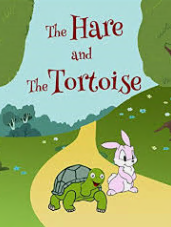 The Hare
and
The Tortoise